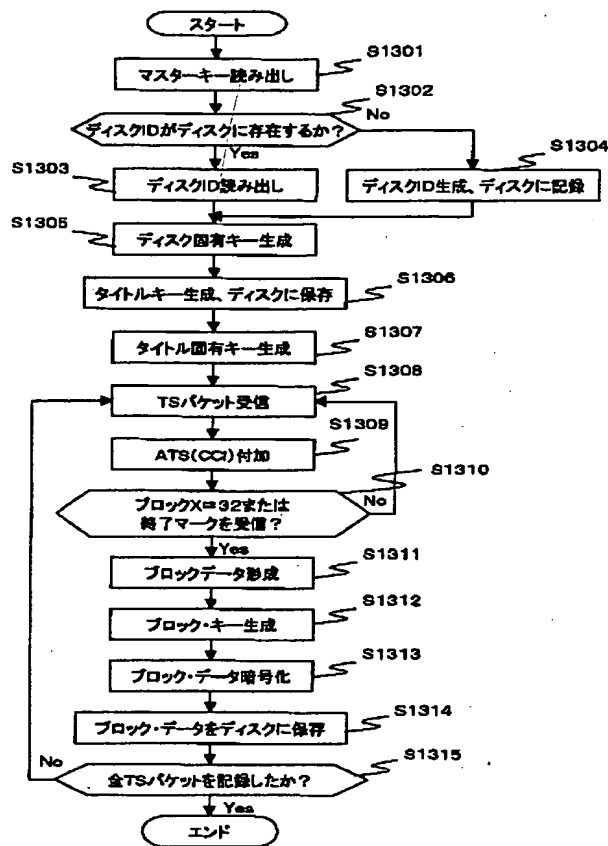 スタート
S1301
マスターキー読み出し
S1302
ディスクIDがディスクに存在するか?
No
Yes
S1303
ディスクID読み出し
S1304
ディスクID生成、ディスクに記録
S1305
ディスク固有キー生成
S1306
タイトルキー生成、ディスクに保存
S1307
タイトル固有キー生成
S1308
TSパケット受信
S1309
ATS(CCI)付加
S1310
ブロックX=32または
終了マークを受信?
No
Yes
S1311
ブロックデータ形成
S1312
ブロック・キー生成
S1313
ブロック・データ暗号化
S1314
ブロック・データをディスクに保存
S1315
No
全TSパケットを記録したか?
Yes
エンド